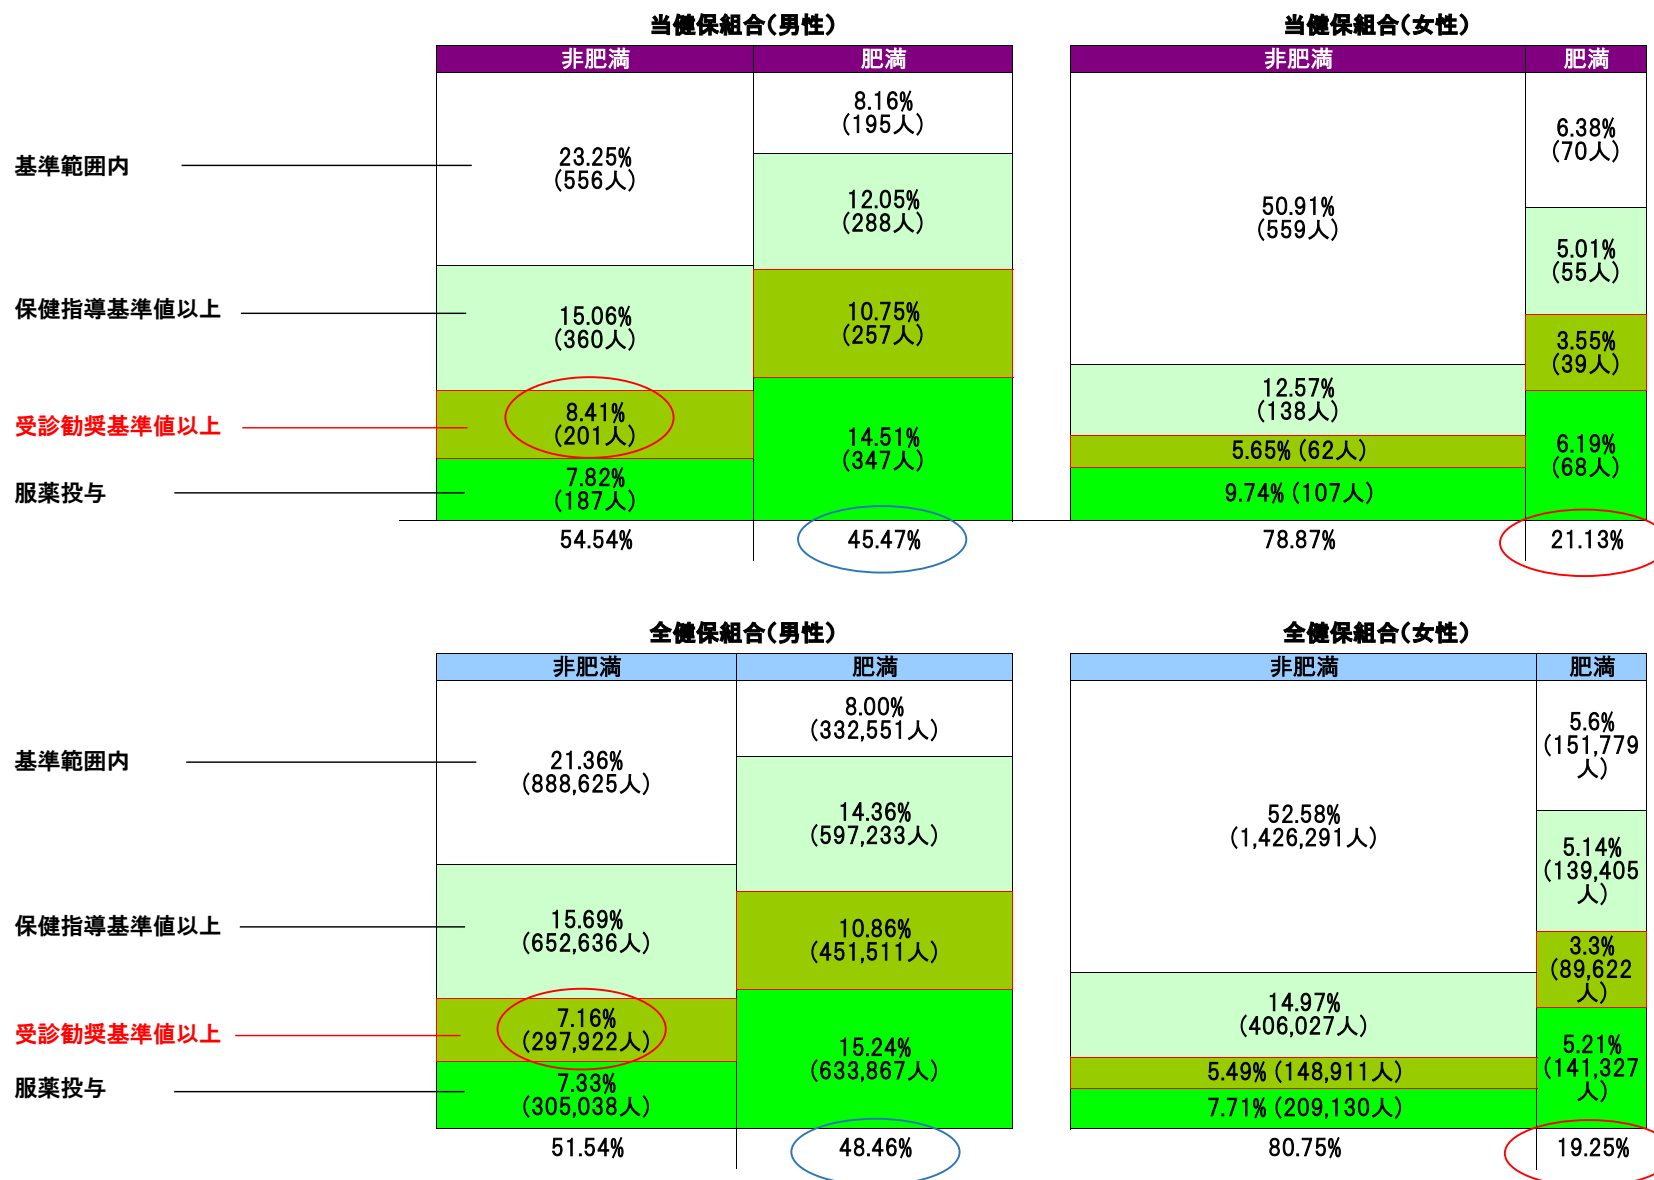 当健保組合(男性)
非肥満
肥満
基準範囲内
23.25%
(556人)
8.16%
(195人)
保健指導基準値以上
15.06%
(360人)
12.05%
(288人)
受診勧奨基準値以上
8.41%
(201人)
10.75%
(257人)
服薬投与
7.82%
(187人)
14.51%
(347人)
54.54%
45.47%
当健保組合(女性)
非肥満
肥満
50.91%
(559人)
6.38%
(70人)
12.57%
(138人)
5.01%
(55人)
5.65% (62人)
3.55%
(39人)
9.74% (107人)
6.19%
(68人)
78.87%
21.13%
全健保組合(男性)
非肥満
肥満
基準範囲内
21.36%
(888,625人)
8.00%
(332,551人)
保健指導基準値以上
15.69%
(652,636人)
14.36%
(597,233人)
受診勧奨基準値以上
7.16%
(297,922人)
10.86%
(451,511人)
服薬投与
7.33%
(305,038人)
15.24%
(633,867人)
51.54%
48.46%
全健保組合(女性)
非肥満
肥満
52.58%
(1,426,291人)
5.6%
(151,779
人)
14.97%
(406,027人)
5.14%
(139,405
人)
5.49% (148,911人)
3.3%
(89,622
人)
7.71% (209,130人)
5.21%
(141,327
人)
80.75%
19.25%